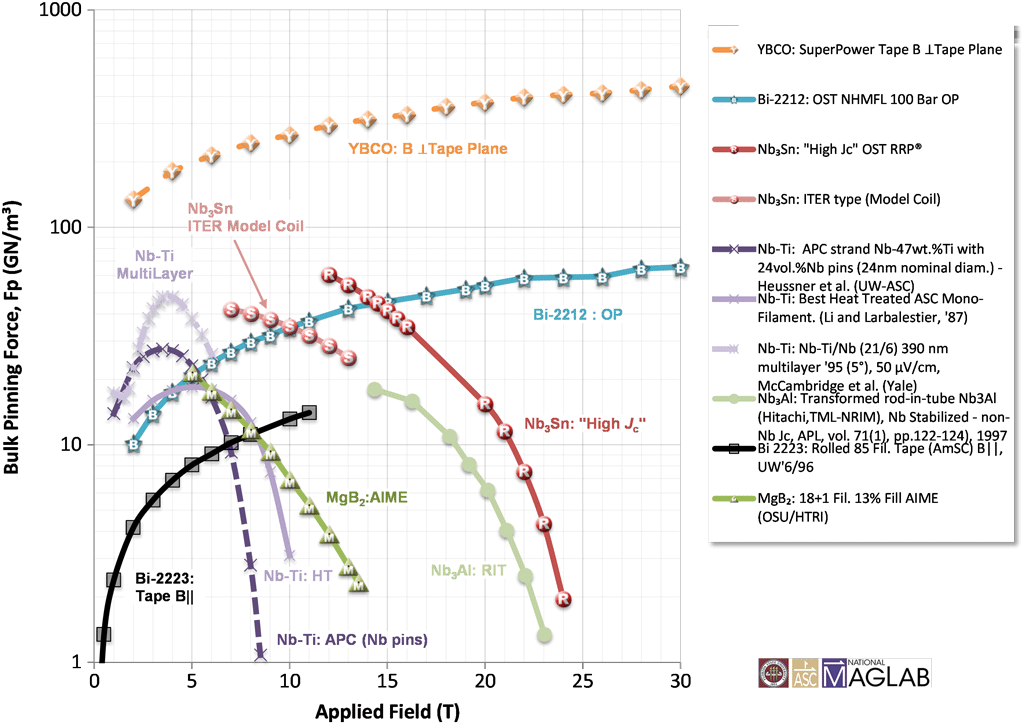 Bulk Pinning Force, Fp (GN/m³)
1000
100
10
1
0
5
10
15
20
25
30
Applied Field (T)
YBCO: B ⊥Tape Plane
Nb₃Sn
ITER Model Coil
Nb-Ti
MultiLayer
Bi-2212 : OP
Nb₃Sn: "High Jc"
MgB₂:AIME
Nb₃Al: RIT
Nb-Ti: HT
Bi-2223:
Tape B||
Nb-Ti: APC (Nb pins)
YBCO: SuperPower Tape B ⊥Tape Plane
Bi-2212: OST NHMFL 100 Bar OP
Nb₃Sn: "High Jc" OST RRP®
Nb₃Sn: ITER type (Model Coil)
Nb-Ti: APC strand Nb-47wt.%Ti with
24vol.%Nb pins (24nm nominal diam.) -
Heussner et al. (UW-ASC)
Nb-Ti: Best Heat Treated ASC Mono-
Filament. (Li and Larbalestier, '87)
Nb-Ti: Nb-Ti/Nb (21/6) 390 nm
multilayer '95 (5°), 50 µV/cm,
McCambridge et al. (Yale)
Nb₃Al: Transformed rod-in-tube Nb3Al
(Hitachi,TML-NRIM), Nb Stabilized - non-
Nb Jc, APL, vol. 71(1), pp.122-124), 1997
Bi 2223: Rolled 85 Fil. Tape (AmSC) B||,
UW'6/96
MgB₂: 18+1 Fil. 13% Fill AIME
(OSU/HTRI)
ASC
NATIONAL
MAGLAB